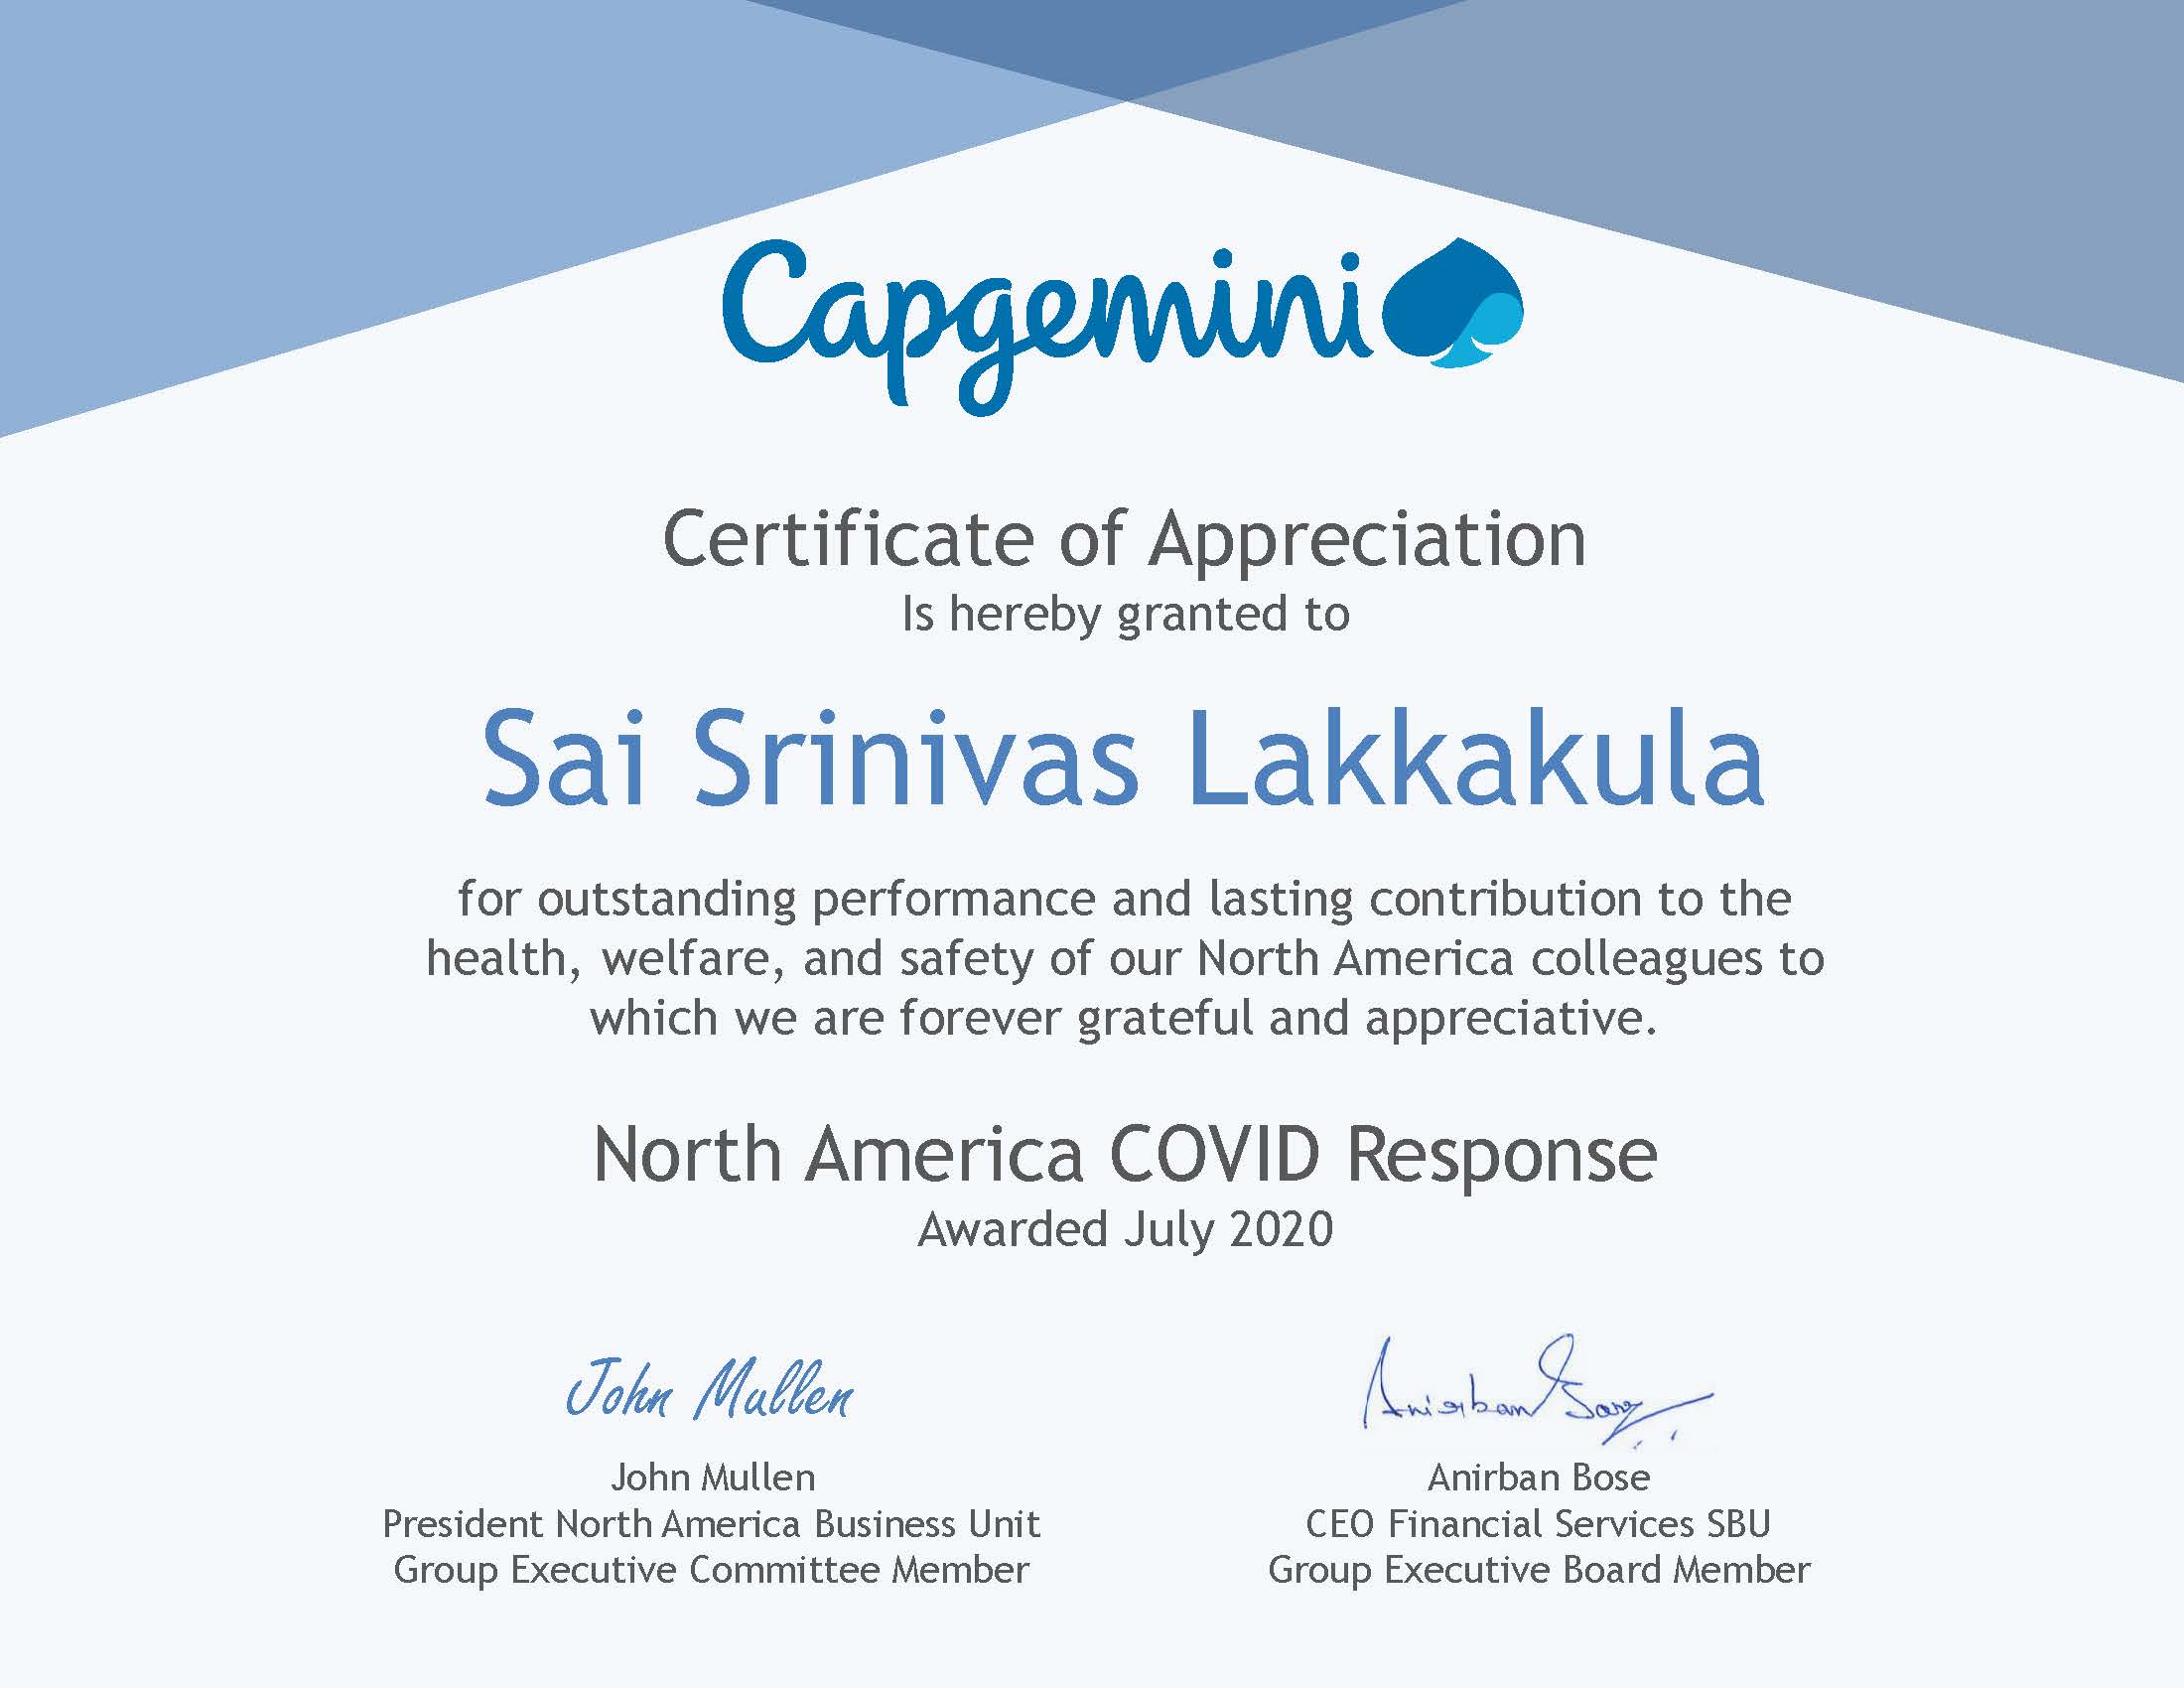 Capgemini
Certificate of Appreciation
Is hereby granted to
Sai Srinivas Lakkakula
for outstanding performance and lasting contribution to the
health, welfare, and safety of our North America colleagues to
which we are forever grateful and appreciative.
North America COVID Response
Awarded July 2020
John Mullen
John Mullen
President North America Business Unit
Group Executive Committee Member
Anirban
Anirban Bose
CEO Financial Services SBU
Group Executive Board Member